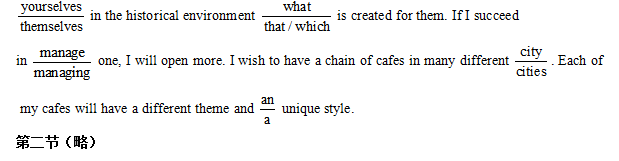 yourselves/themselves in the historical environment what/that / which is created for them. If I succeed
in manage/managing one, I will open more. I wish to have a chain of cafes in many different city/cities. Each of
my cafes will have a different theme and an/a unique style.
第二节（略）